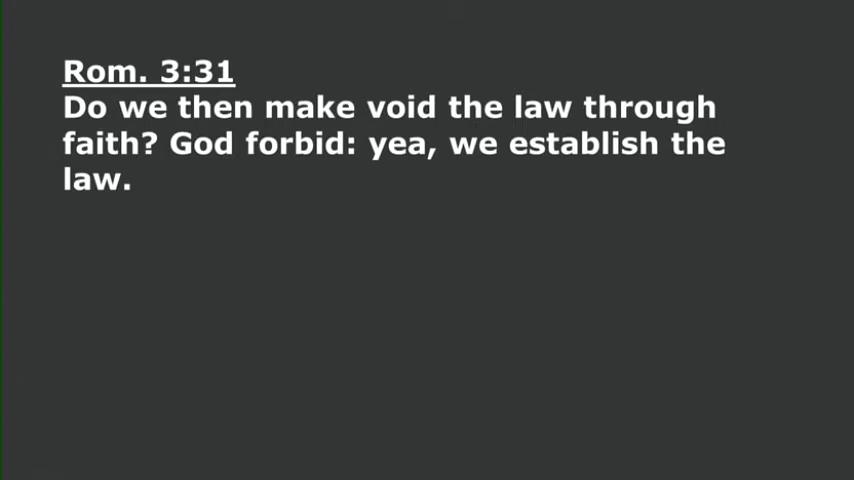 Rom. 3:31
Do we then make void the law through
faith? God forbid: yea, we establish the
law.